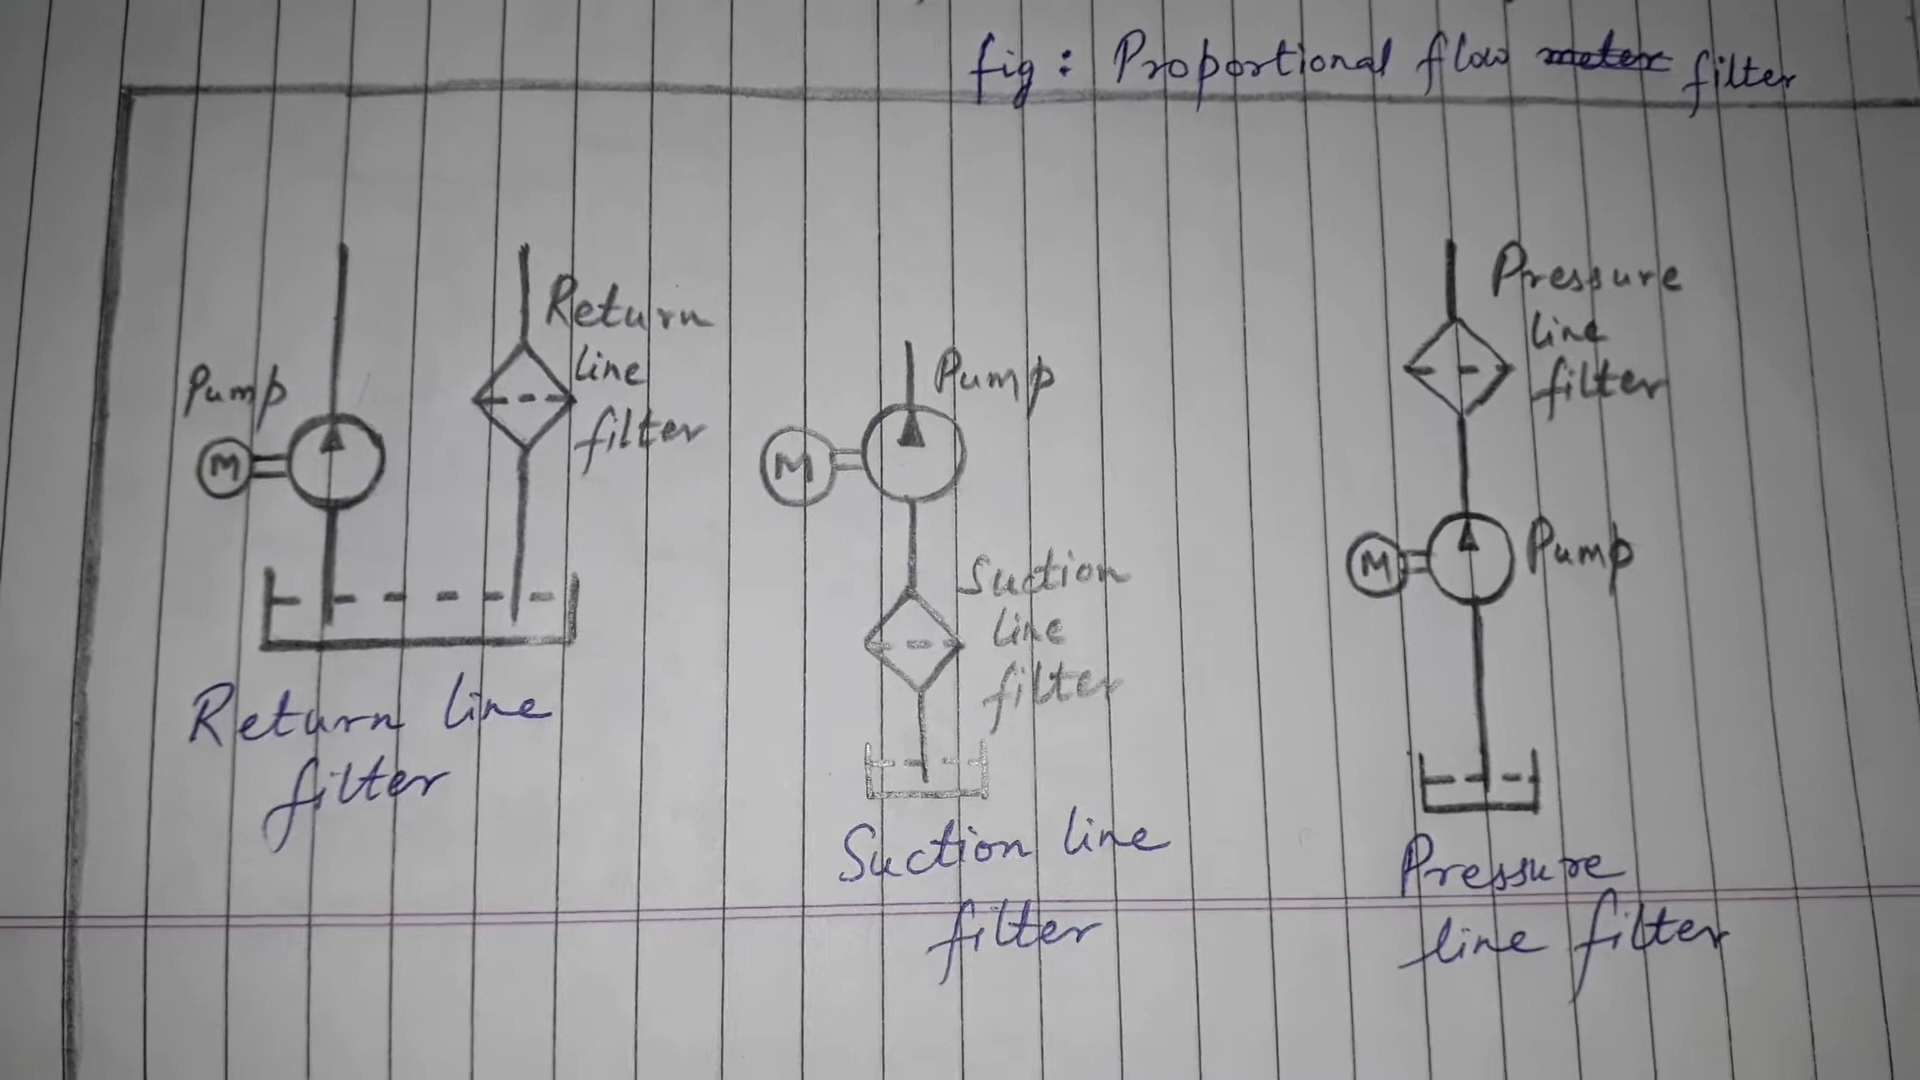 fig: Proportional flow meter filter
Return
line
filter
Pump
M
Return line
filter
Pump
M
Suction
line
filter
Suction line
filter
Pressure
line
filter
M
Pump
Pressure
line filter